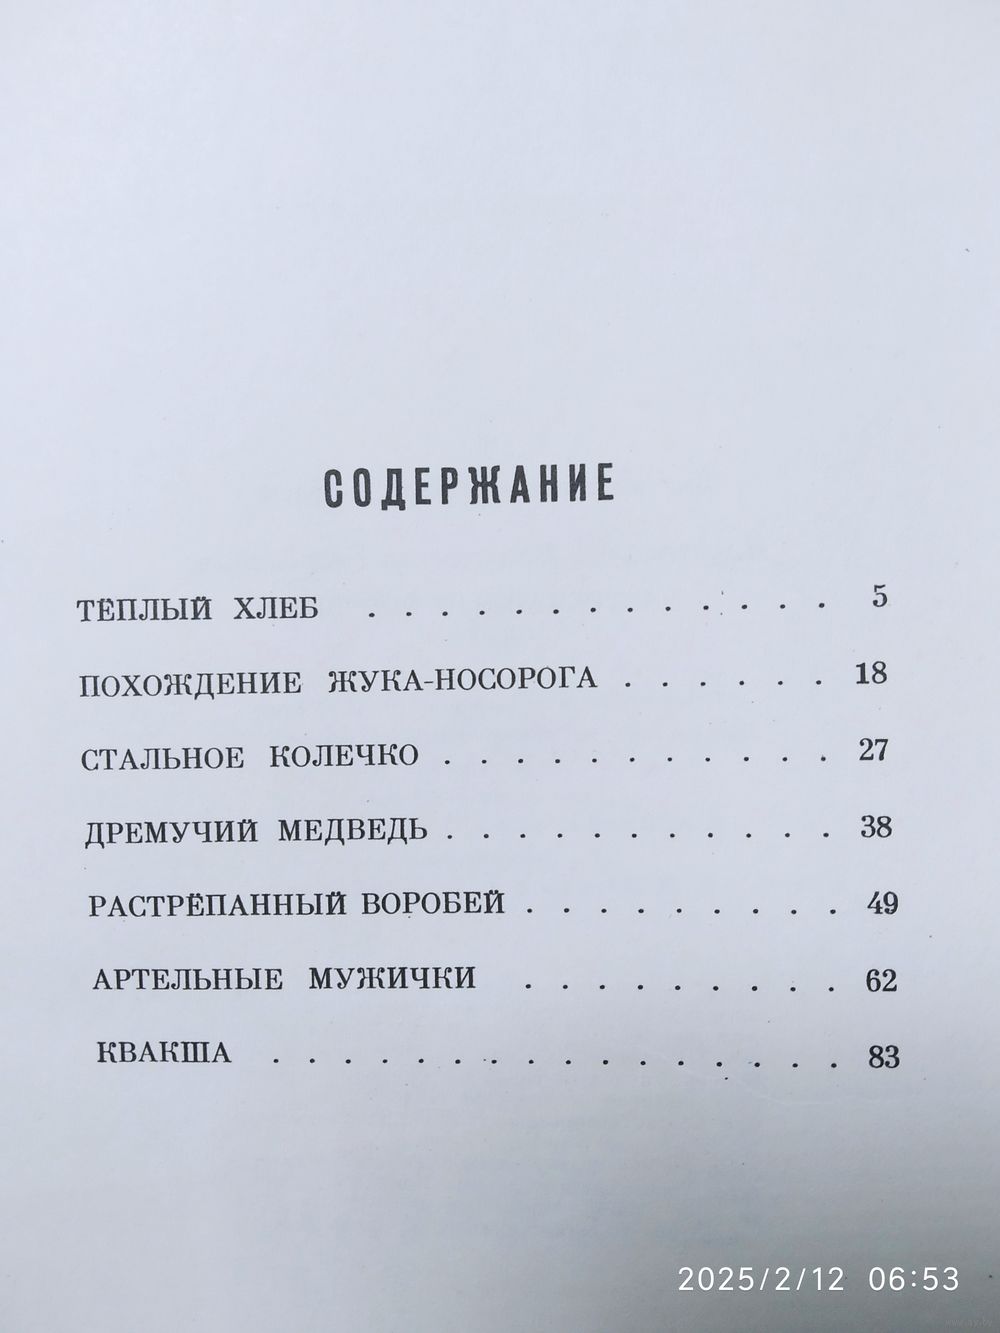 СОДЕРЖАНИЕ
ТЁПЛЫЙ ХЛЕБ . . . . . . . . . . . . . 5
ПОХОЖДЕНИЕ ЖУКА-НОСОРОГА . . . . . . 18
СТАЛЬНОЕ КОЛЕЧКО . . . . . . . . . . . 27
ДРЕМУЧИЙ МЕДВЕДЬ . . . . . . . . . . . 38
РАСТРЁПАННЫЙ ВОРОБЕЙ . . . . . . . . . 49
АРТЕЛЬНЫЕ МУЖИЧКИ . . . . . . . . . 62
КВАКША . . . . . . . . . . . . . . . . 83
2025/2/12 06:53